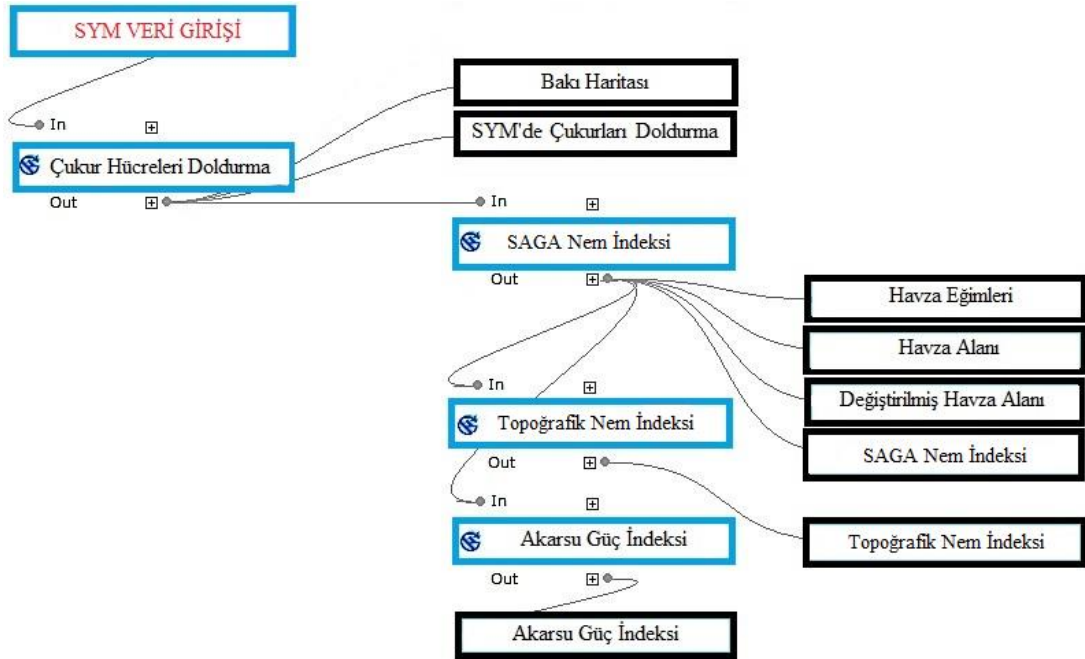 SYM VERİ GİRİŞİ
Bakı Haritası
In
SYM'de Çukurları Doldurma
Çukur Hücreleri Doldurma
Out
In
SAGA Nem İndeksi
Out
Havza Eğimleri
Havza Alanı
In
Değiştirilmiş Havza Alanı
Topoğrafik Nem İndeksi
SAGA Nem İndeksi
Out
In
Akarsu Güç İndeksi
Topoğrafik Nem İndeksi
Out
Akarsu Güç İndeksi